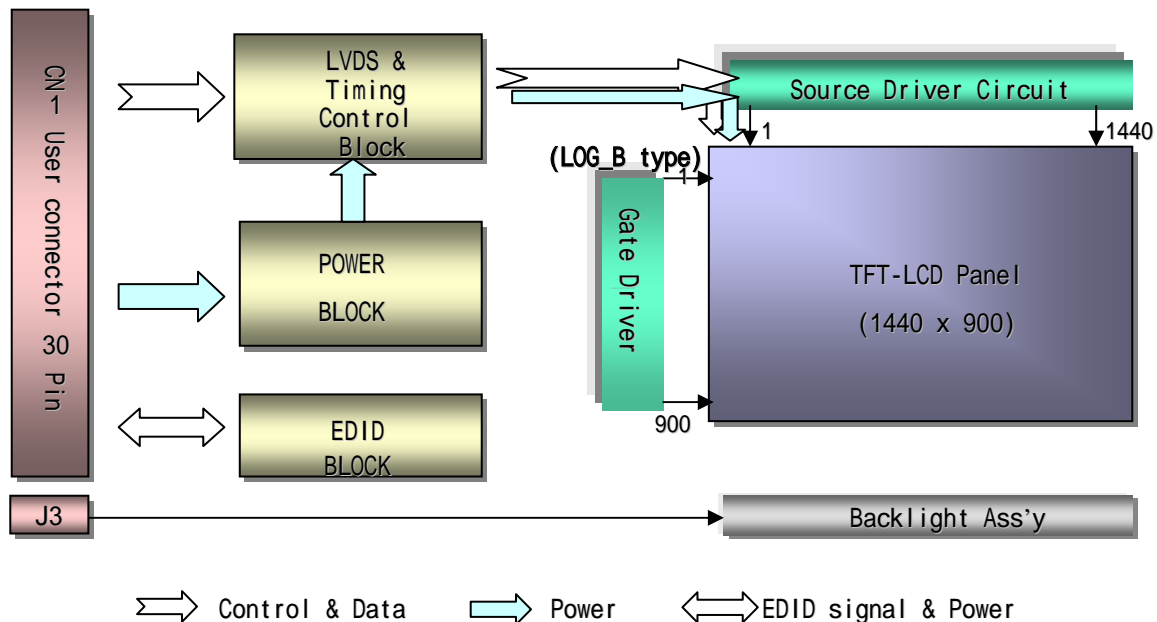 CN1 User connector 30 Pin
LVDS &
Timing
Control
Block
Source Driver Circuit
1
1440
(LOG_B type)
1
Gate Driver
900
TFT-LCD Panel
(1440 x 900)
POWER
BLOCK
EDID
BLOCK
J3
Backlight Ass’y
Control & Data
Power
EDID signal & Power